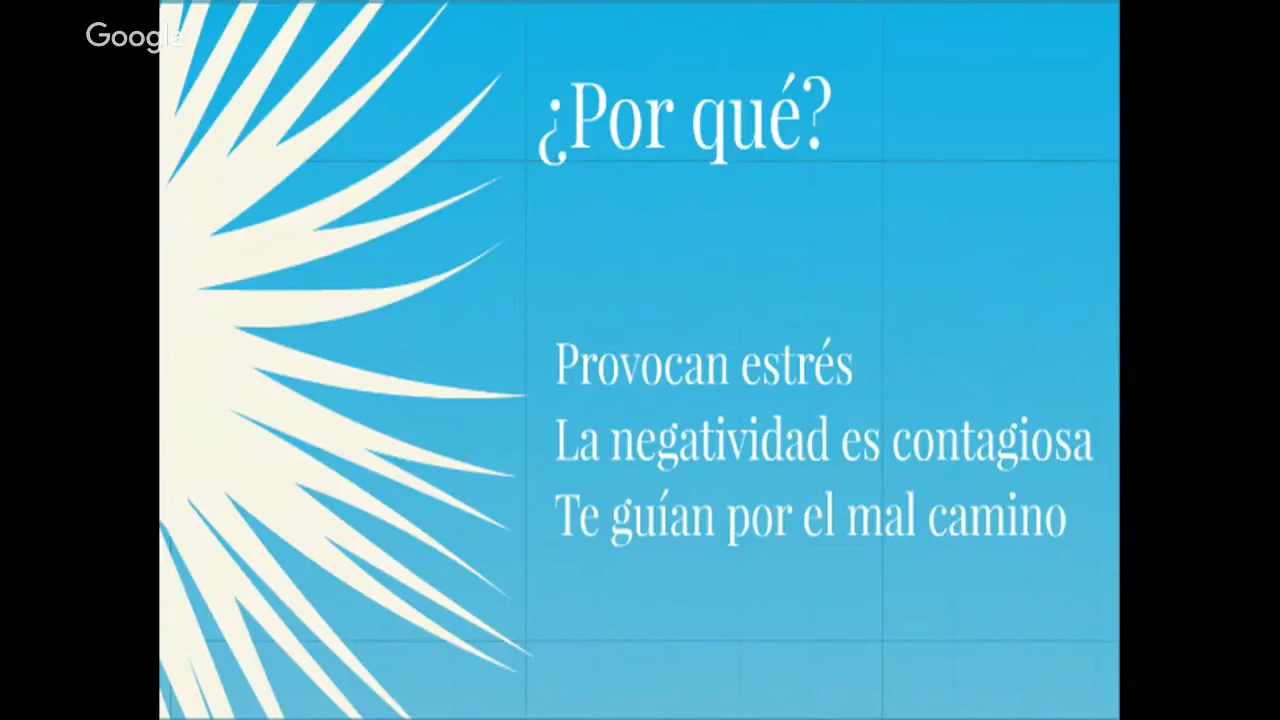 Google
¿Por qué?
Provocan estrés
La negatividad es contagiosa
Te guían por el mal camino